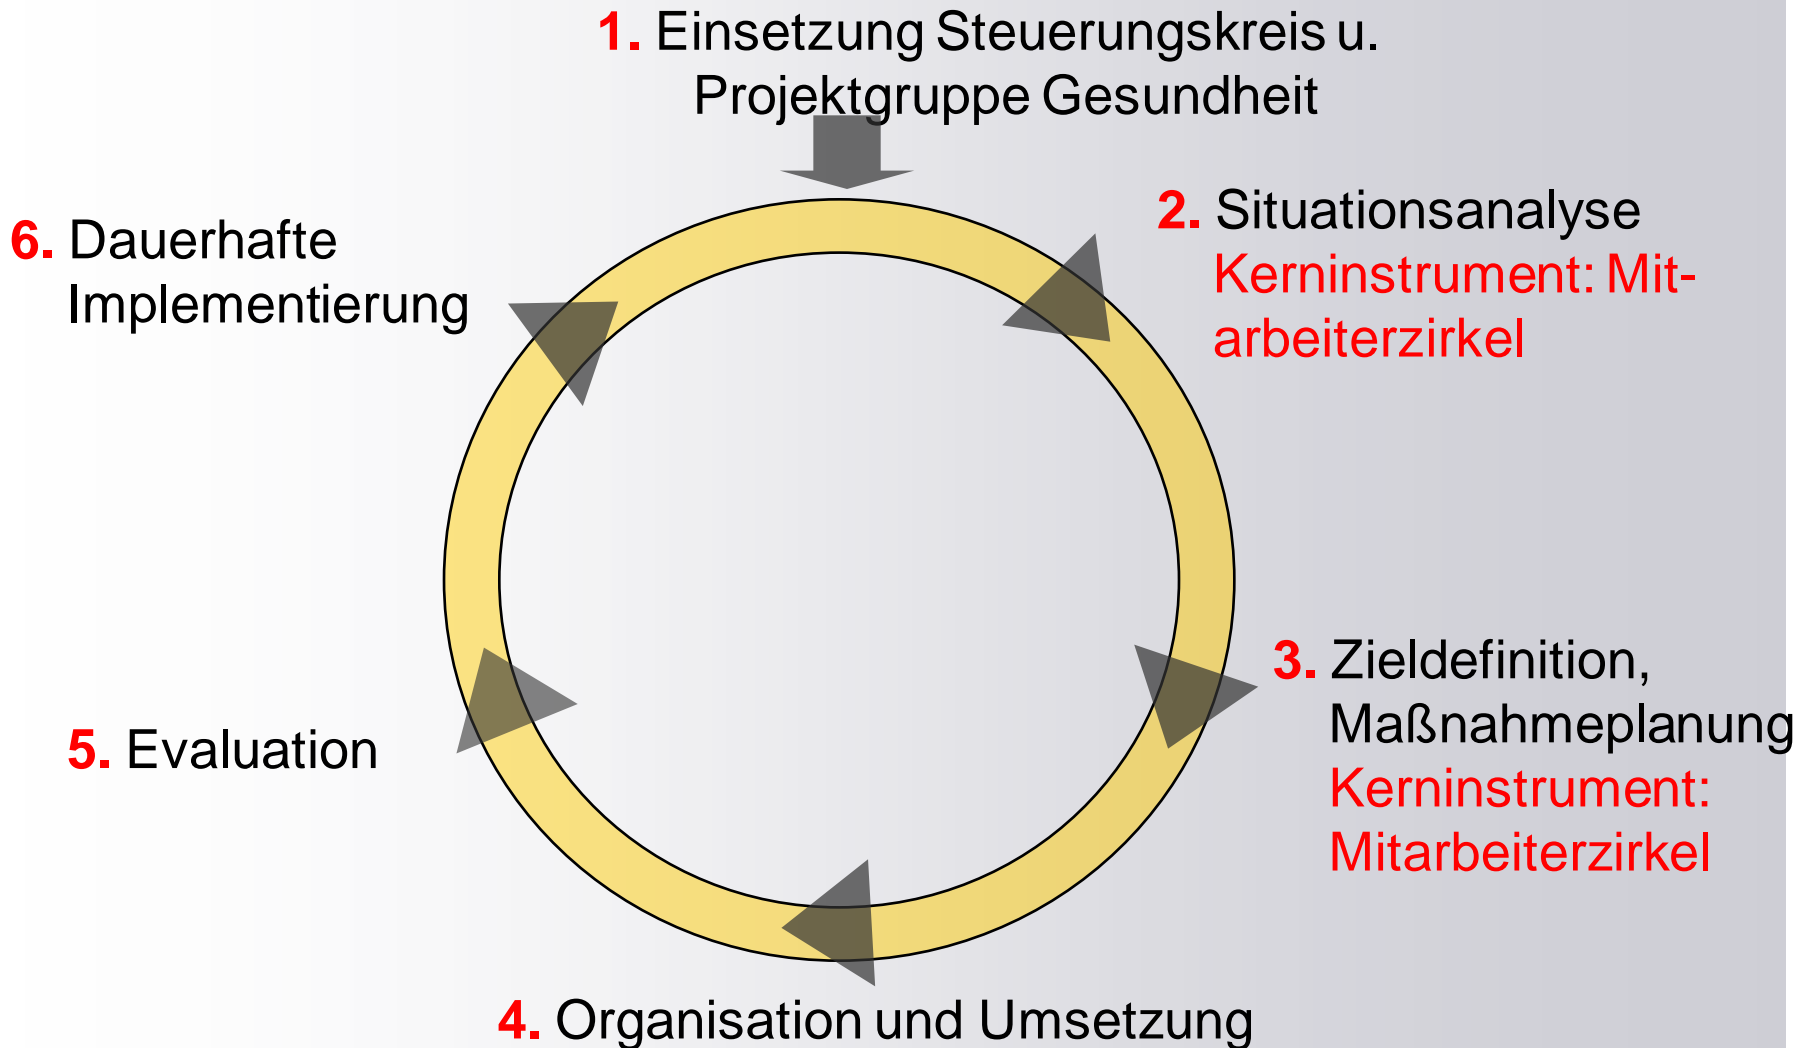 1. Einsetzung Steuerungskreis u.
Projektgruppe Gesundheit
2. Situationsanalyse
Kerninstrument: Mit-
arbeiterzirkel
3. Zieldefinition,
Maßnahmeplanung
Kerninstrument:
Mitarbeiterzirkel
4. Organisation und Umsetzung
5. Evaluation
6. Dauerhafte
Implementierung